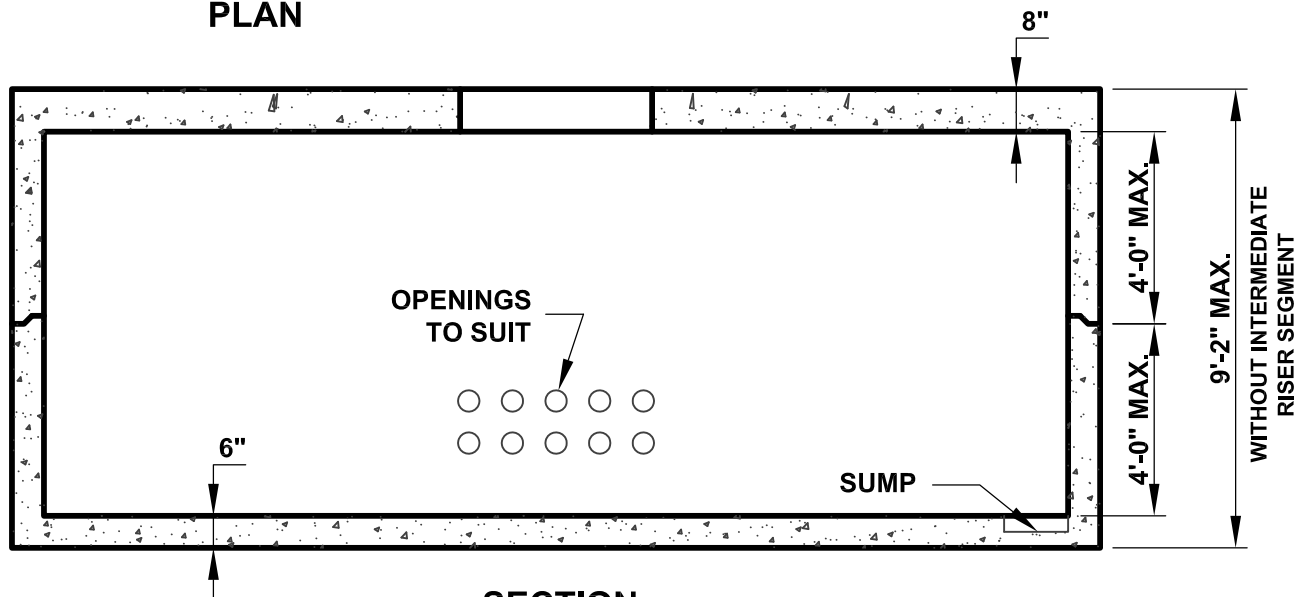 PLAN
8"
OPENINGS
TO SUIT
4'-0" MAX.
9'-2" MAX.
WITHOUT INTERMEDIATE
RISER SEGMENT
4'-0" MAX.
6"
SUMP
SECTION